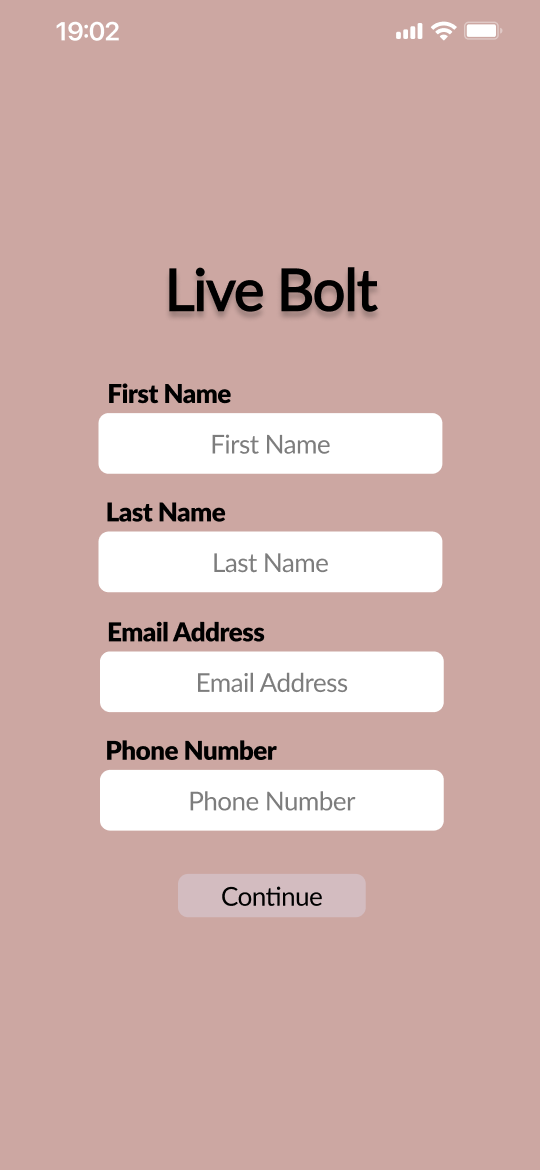 19:02
Live Bolt
First Name
First Name
Last Name
Last Name
Email Address
Email Address
Phone Number
Phone Number
Continue